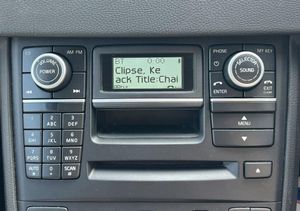 AM FM
PHONE
MY KEY
VOLUME
POWER
BT 0:00
Clipse, Ke
ack Title:Chai
SELECTION
SOUND
ENTER
EXIT
CLEAR
1 2 ABC 3 DEF
4 GHI 5 JKL 6 MNO
7 PQRS 8 TUV 9 WXYZ
AUTO 0 SCAN
MENU